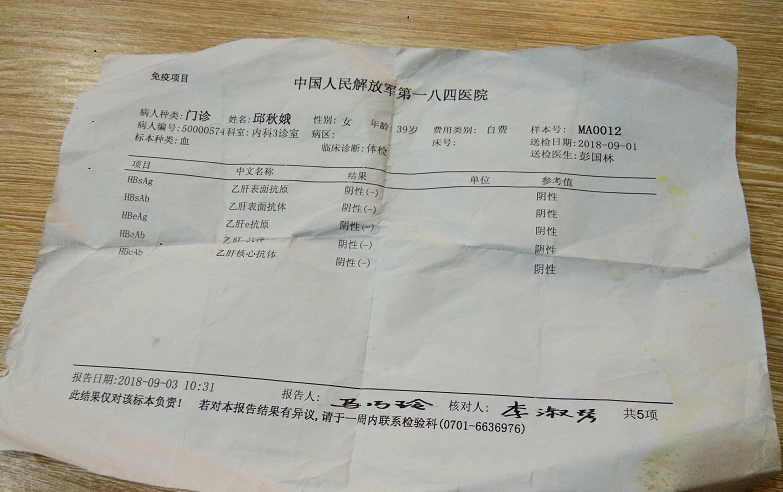 免疫项目
中国人民解放军第一八四医院
病人种类: 门诊 姓名: 邱秋娥 性别: 女 年龄: 39岁 费用类别: 自费 样本号: MA0012
病人编号:50000574 科室: 内科3诊室 病区: 床号: 送检日期:2018-09-01
标本种类:血 临床诊断:体检 送检医生:彭国林
项目 中文名称 结果 单位 参考值
HBsAg 乙肝表面抗原 阴性(-) 阴性
HBsAb 乙肝表面抗体 阴性(-) 阴性
HBeAg 乙肝e抗原 阴性(-) 阴性
HBeAb 乙肝 阴性(-) 阴性
HBcAb 乙肝核心抗体 阴性(-) 阴性
报告日期:2018-09-03 10:31 报告人: 核对人: 李淑琴 共5项
此结果仅对该标本负责! 若对本报告结果有异议,请于一周内联系检验科(0701-6636976)